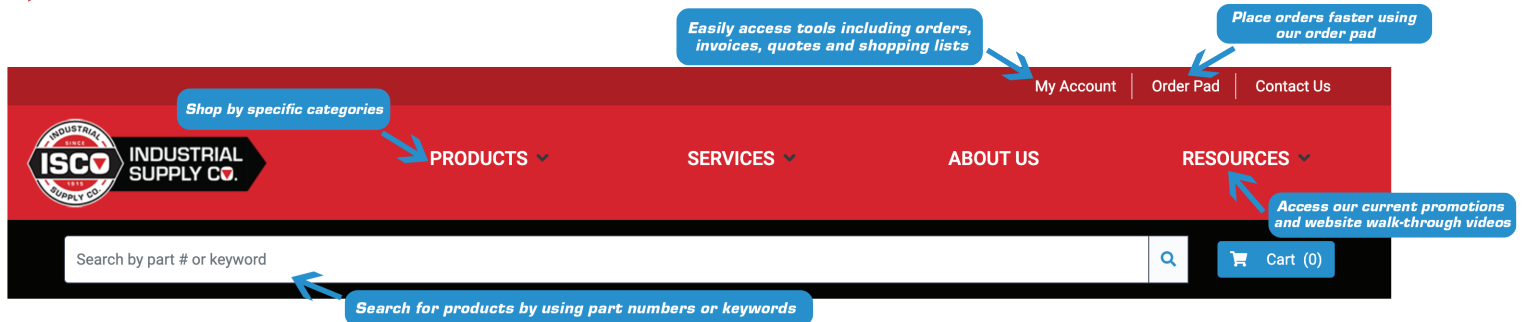 Easily access tools including orders,
invoices, quotes and shopping lists
Place orders faster using
our order pad
My Account
Order Pad
Contact Us
Shop by specific categories
INDUSTRIAL
SINCE
ISCO
1915
SUPPLY CO.
INDUSTRIAL
SUPPLY CO.
PRODUCTS
SERVICES
ABOUT US
RESOURCES
Access our current promotions
and website walk-through videos
Search by part # or keyword
Cart (0)
Search for products by using part numbers or keywords